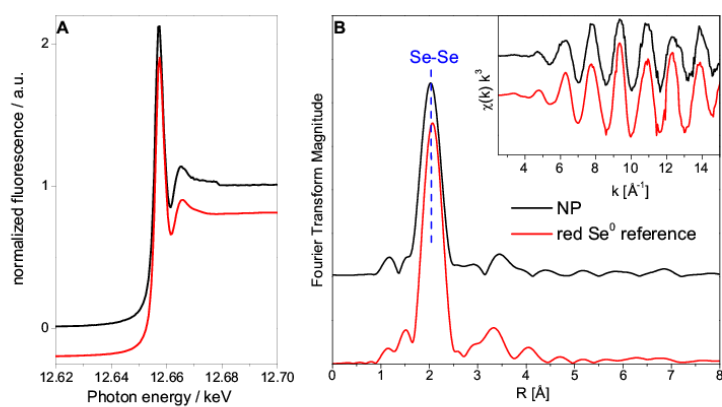 A
2
1
0
normalized fluorescence / a.u.
12.62 12.64 12.66 12.68 12.70
Photon energy / keV
B
Se-Se
Fourier Transform Magnitude
0 1 2 3 4 5 6 7 8
R [Å]
χ(k) k³
4 6 8 10 12 14
k [Å⁻¹]
NP
red Se⁰ reference